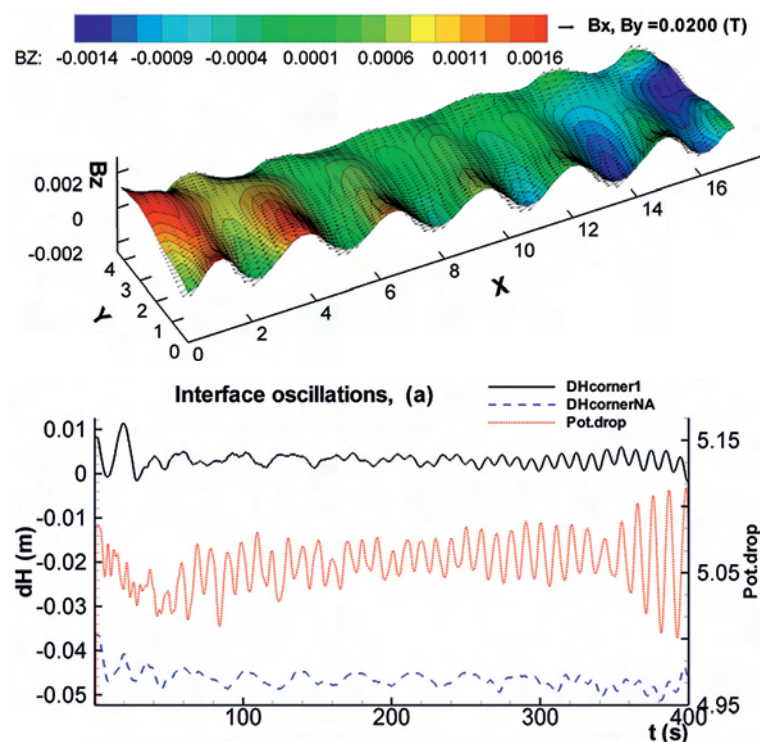 → Bx, By =0.0200 (T)
BZ: -0.0014 -0.0009 -0.0004 0.0001 0.0006 0.0011 0.0016
Bz
0.002
0
-0.002
4
3
2
1
0
Y
0 2 4 6 8 10 12 14 16
X
Interface oscillations, (a)
DHcorner1
DHcornerNA
Pot.drop
0.01
0
-0.01
-0.02
-0.03
-0.04
-0.05
dH (m)
5.15
5.05
4.95
Pot.drop
100 200 300 400
t (s)